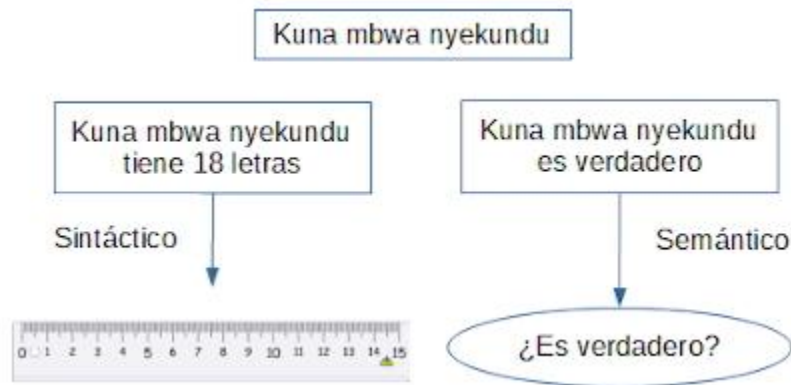 Kuna mbwa nyekundu
Kuna mbwa nyekundu
tiene 18 letras
Kuna mbwa nyekundu
es verdadero
Sintáctico
Semántico
0 1 2 3 4 5 6 7 8 9 10 11 12 13 14 15
¿Es verdadero?